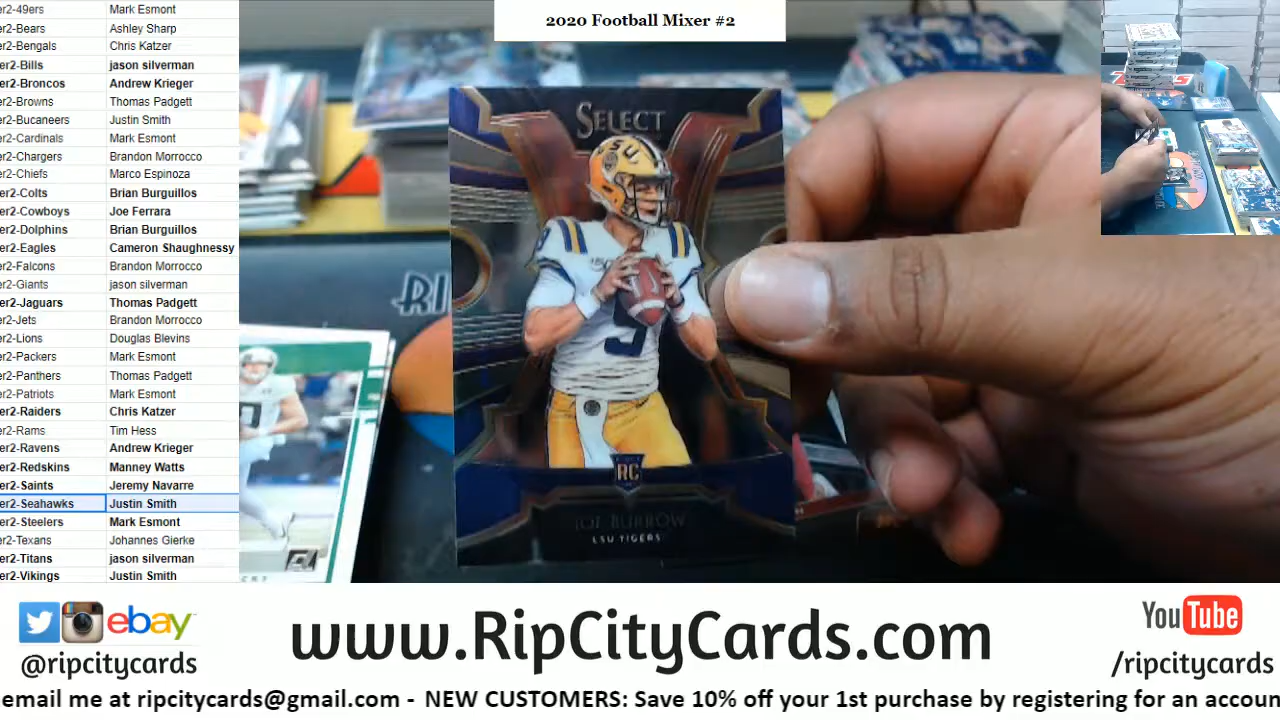 2020 Football Mixer #2
er2-49ers Mark Esmont
er2-Bears Ashley Sharp
er2-Bengals Chris Katzer
er2-Bills jason silverman
er2-Broncos Andrew Krieger
er2-Browns Thomas Padgett
er2-Bucaneers Justin Smith
er2-Cardinals Mark Esmont
er2-Chargers Brandon Morrocco
er2-Chiefs Marco Espinoza
er2-Colts Brian Burguillos
er2-Cowboys Joe Ferrara
er2-Dolphins Brian Burguillos
er2-Eagles Cameron Shaughnessy
er2-Falcons Brandon Morrocco
er2-Giants jason silverman
er2-Jaguars Thomas Padgett
er2-Jets Brandon Morrocco
er2-Lions Douglas Blevins
er2-Packers Mark Esmont
er2-Panthers Thomas Padgett
er2-Patriots Mark Esmont
er2-Raiders Chris Katzer
er2-Rams Tim Hess
er2-Ravens Andrew Krieger
er2-Redskins Manney Watts
er2-Saints Jeremy Navarre
er2-Seahawks Justin Smith
er2-Steelers Mark Esmont
er2-Texans Johannes Gierke
er2-Titans jason silverman
er2-Vikings Justin Smith
SELECT
LSU
9
9
RC
JOE BURROW
LSU TIGERS
RI
ebay
@ripcitycards
www.RipCityCards.com
YouTube
/ripcitycards
email me at ripcitycards@gmail.com - NEW CUSTOMERS: Save 10% off your 1st purchase by registering for an accoun